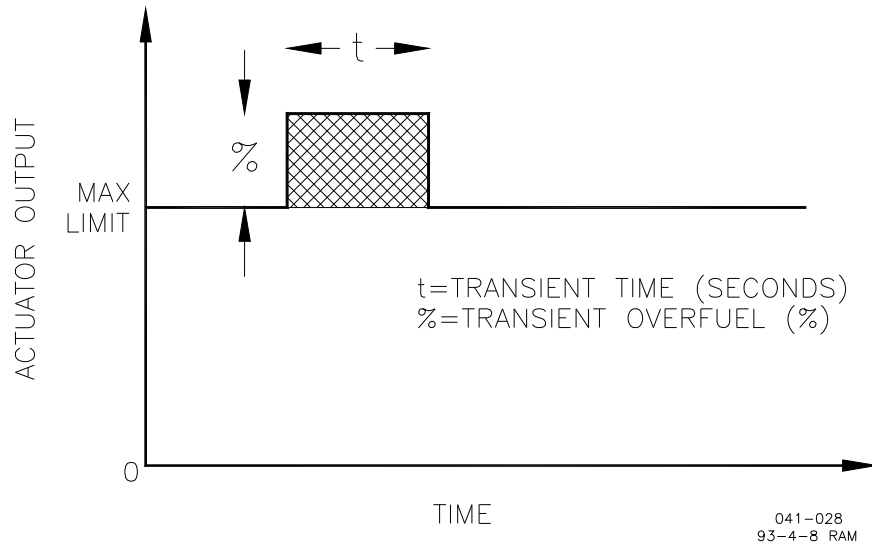 t
%
ACTUATOR OUTPUT
MAX
LIMIT
t=TRANSIENT TIME (SECONDS)
%=TRANSIENT OVERFUEL (%)
0
TIME
041-028
93-4-8 RAM